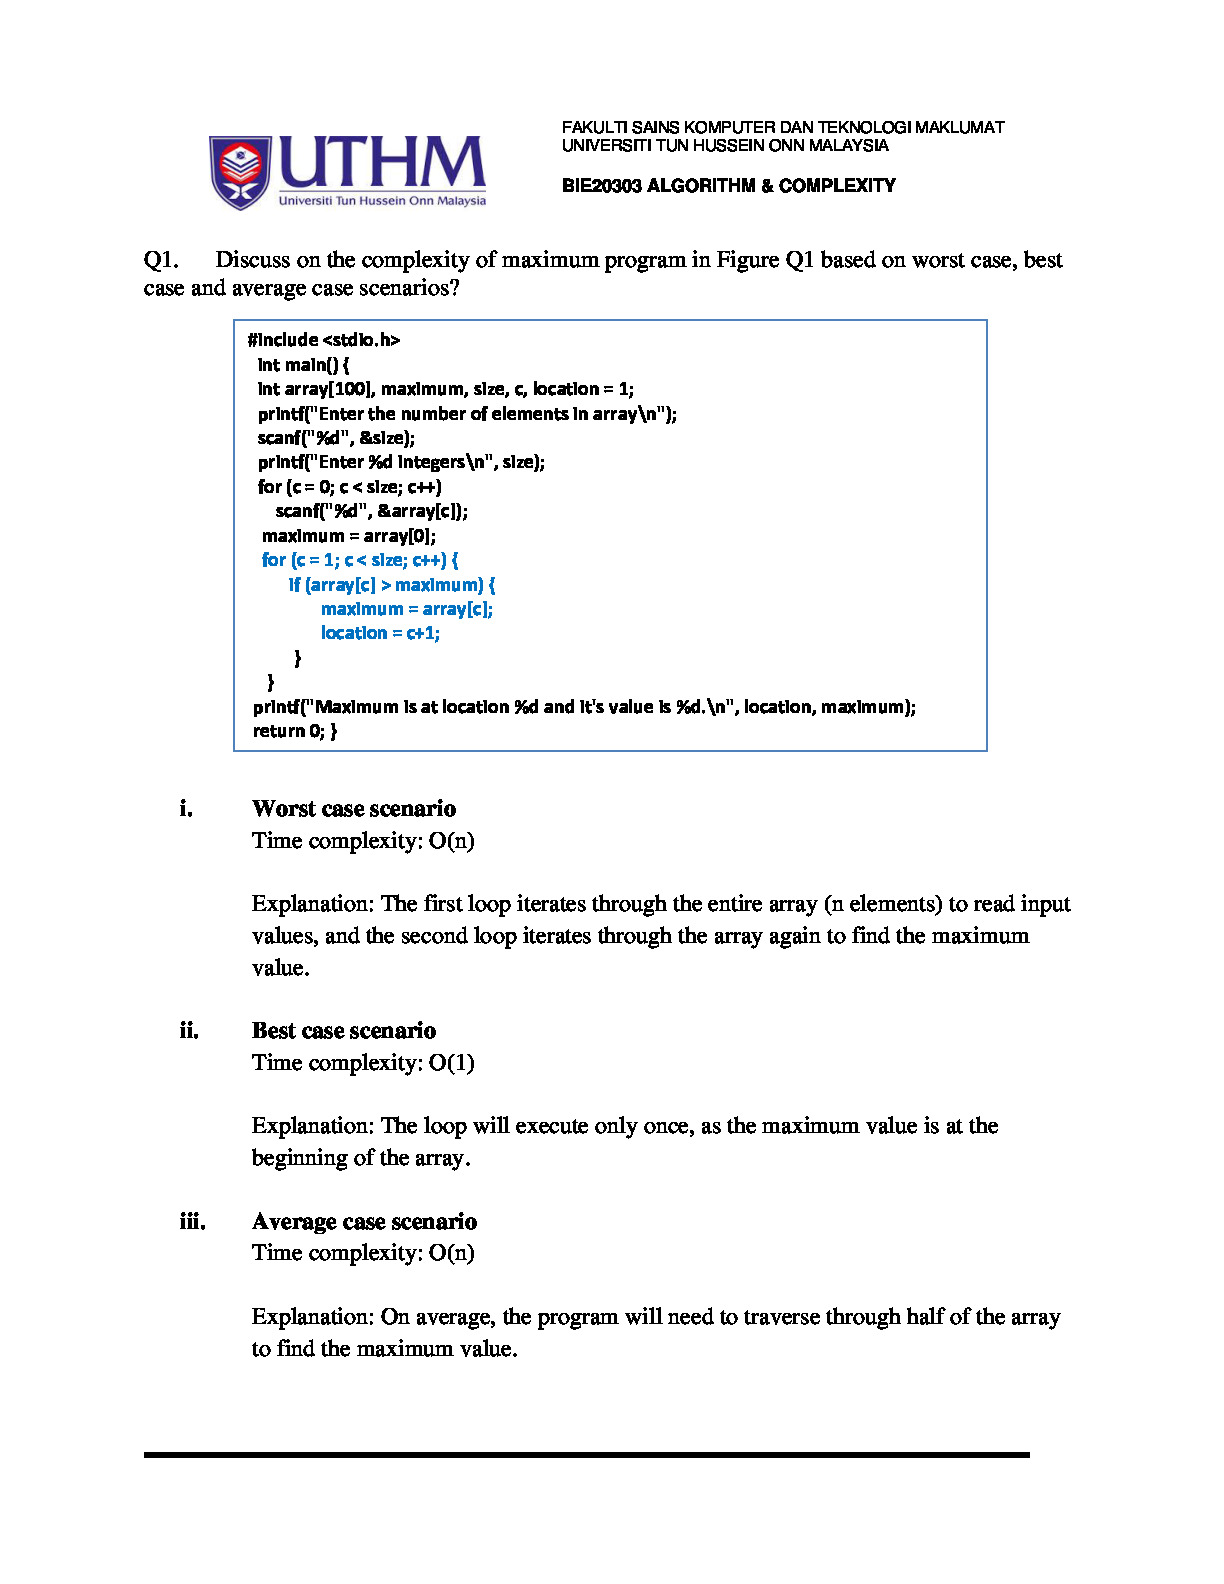 UTHM
Universiti Tun Hussein Onn Malaysia
FAKULTI SAINS KOMPUTER DAN TEKNOLOGI MAKLUMAT
UNIVERSITI TUN HUSSEIN ONN MALAYSIA
BIE20303 ALGORITHM & COMPLEXITY
Q1. Discuss on the complexity of maximum program in Figure Q1 based on worst case, best
case and average case scenarios?
#include <stdio.h>
int main() {
int array[100], maximum, size, c, location = 1;
printf("Enter the number of elements in array\n");
scanf("%d", &size);
printf("Enter %d integers\n", size);
for (c = 0; c < size; c++)
scanf("%d", &array[c]);
maximum = array[0];
for (c = 1; c < size; c++) {
if (array[c] > maximum) {
maximum = array[c];
location = c+1;
}
}
printf("Maximum is at location %d and it's value is %d.\n", location, maximum);
return 0; }
i. Worst case scenario
Time complexity: O(n)
Explanation: The first loop iterates through the entire array (n elements) to read input
values, and the second loop iterates through the array again to find the maximum
value.
ii. Best case scenario
Time complexity: O(1)
Explanation: The loop will execute only once, as the maximum value is at the
beginning of the array.
iii. Average case scenario
Time complexity: O(n)
Explanation: On average, the program will need to traverse through half of the array
to find the maximum value.